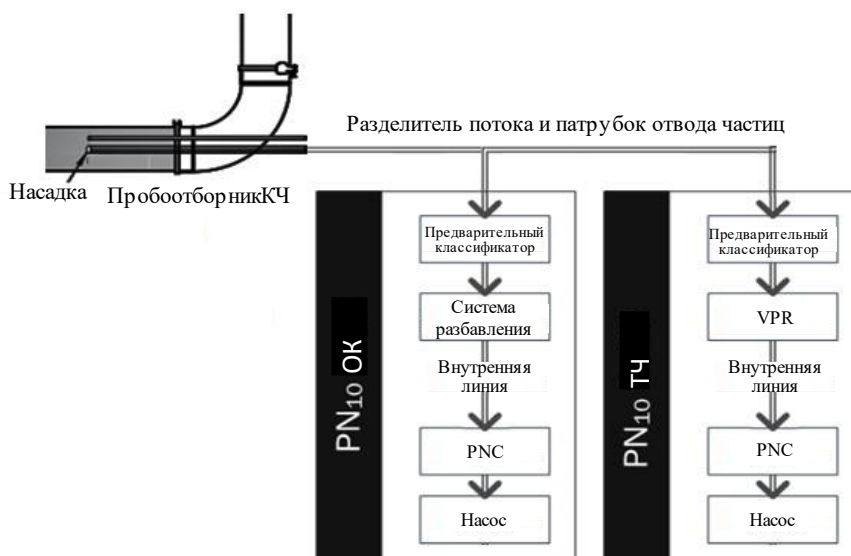 Разделитель потока и патрубок отвода частиц
Насадка
ПробоотборникКЧ
PN10 ОК
Предварительный
классификатор
Система
разбавления
Внутренняя
линия
PNC
Насос
PN10 ТЧ
Предварительный
классификатор
VPR
Внутренняя
линия
PNC
Насос